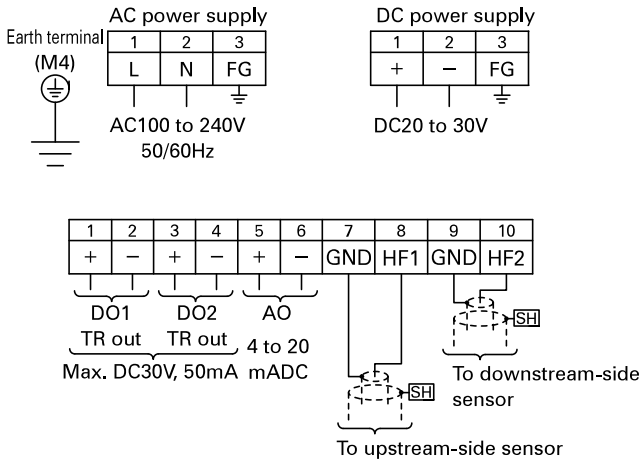 AC power supply
DC power supply
Earth terminal
(M4)
1 2 3
L N FG
1 2 3
+ − FG
AC100 to 240V
50/60Hz
DC20 to 30V
1 2 3 4 5 6 7 8 9 10
+ − + − + − GND HF1 GND HF2
DO1 DO2 AO
TR out TR out
4 to 20
mADC
Max. DC30V, 50mA
SH
To downstream-side
sensor
SH
To upstream-side sensor